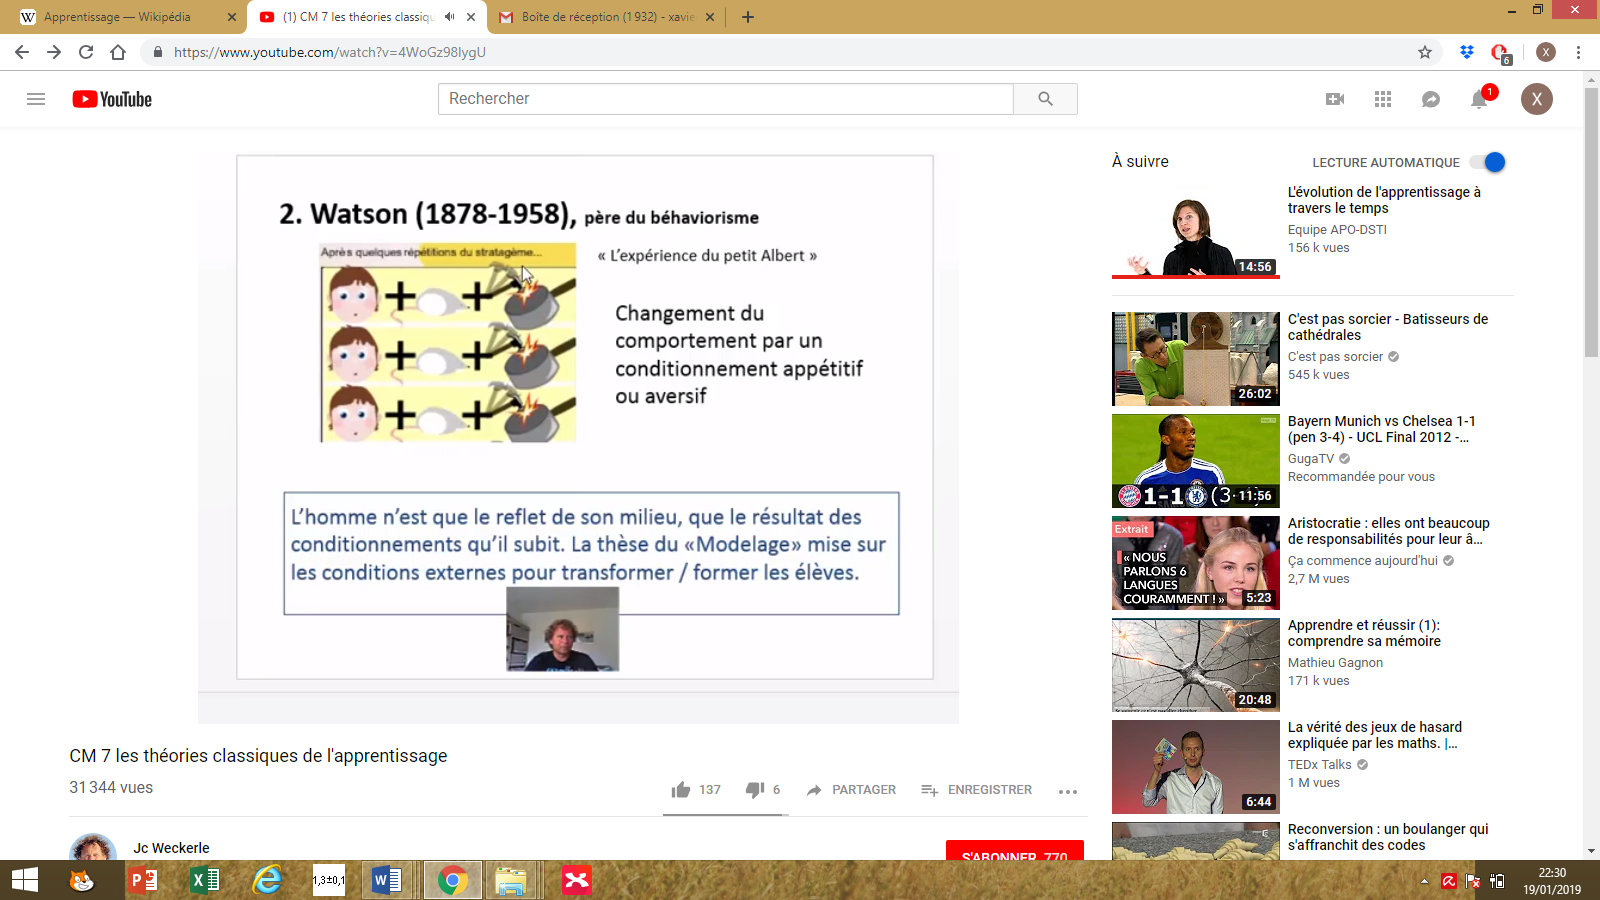 Apprentissage — Wikipédia
(1) CM 7 les théories classiqu
Boîte de réception (1 932) - xavie
https://www.youtube.com/watch?v=4WoGz98IygU
6
X
YouTube
Rechercher
1
X
2. Watson (1878-1958), père du béhaviorisme
Après quelques répétitions du stratagème...
« L'expérience du petit Albert »
Changement du
comportement par un
conditionnement appétitif
ou aversif
L'homme n'est que le reflet de son milieu, que le résultat des
conditionnements qu'il subit. La thèse du «Modelage» mise sur
les conditions externes pour transformer / former les élèves.
CM 7 les théories classiques de l'apprentissage
31 344 vues
137
6
PARTAGER
ENREGISTRER
Jc Weckerle
S'ABONNER 770
À suivre
LECTURE AUTOMATIQUE
14:56
L'évolution de l'apprentissage à
travers le temps
Equipe APO-DSTI
156 k vues
26:02
C'est pas sorcier - Batisseurs de
cathédrales
C'est pas sorcier
545 k vues
1-1 (3- 11:56
Bayern Munich vs Chelsea 1-1
(pen 3-4) - UCL Final 2012 -...
GugaTV
Recommandée pour vous
Extrait
« NOUS
PARLONS 6
LANGUES
COURAMMENT ! »
5:23
Aristocratie : elles ont beaucoup
de responsabilités pour leur â...
Ça commence aujourd'hui
2,7 M vues
20:48
Apprendre et réussir (1):
comprendre sa mémoire
Mathieu Gagnon
171 k vues
6:44
La vérité des jeux de hasard
expliquée par les maths. |...
TEDx Talks
1 M vues
Reconversion : un boulanger qui
s'affranchit des codes
1,3±0,1
22:30
19/01/2019